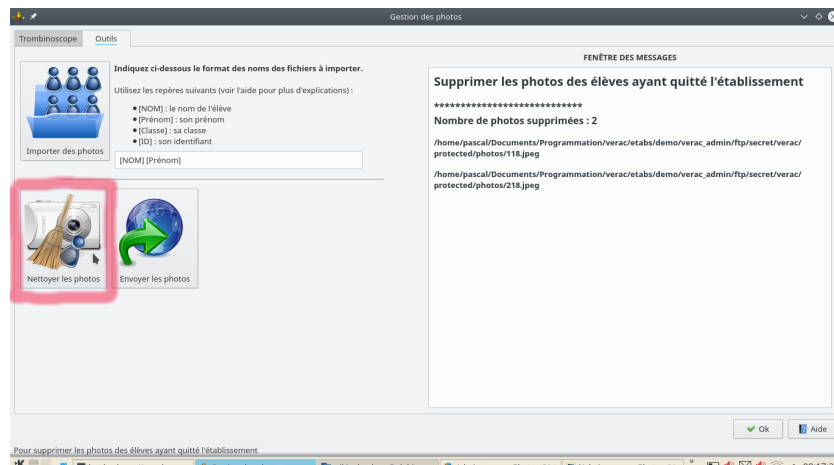 Gestion des photos
Trombinoscope
Outils
Indiquez ci-dessous le format des noms des fichiers à importer.
Utilisez les repères suivants (voir l'aide pour plus d'explications) :
• [NOM] : le nom de l'élève
• [Prénom] : son prénom
• [Classe] : sa classe
• [ID] : son identifiant
Importer des photos
[NOM] [Prénom]
Nettoyer les photos
Envoyer les photos
FENÊTRE DES MESSAGES
Supprimer les photos des élèves ayant quitté l'établissement
****************************
Nombre de photos supprimées : 2
/home/pascal/Documents/Programmation/verac/etabs/demo/verac_admin/ftp/secret/verac/
protected/photos/118.jpeg
/home/pascal/Documents/Programmation/verac/etabs/demo/verac_admin/ftp/secret/verac/
protected/photos/218.jpeg
Ok
Aide
Pour supprimer les photos des élèves ayant quitté l'établissement